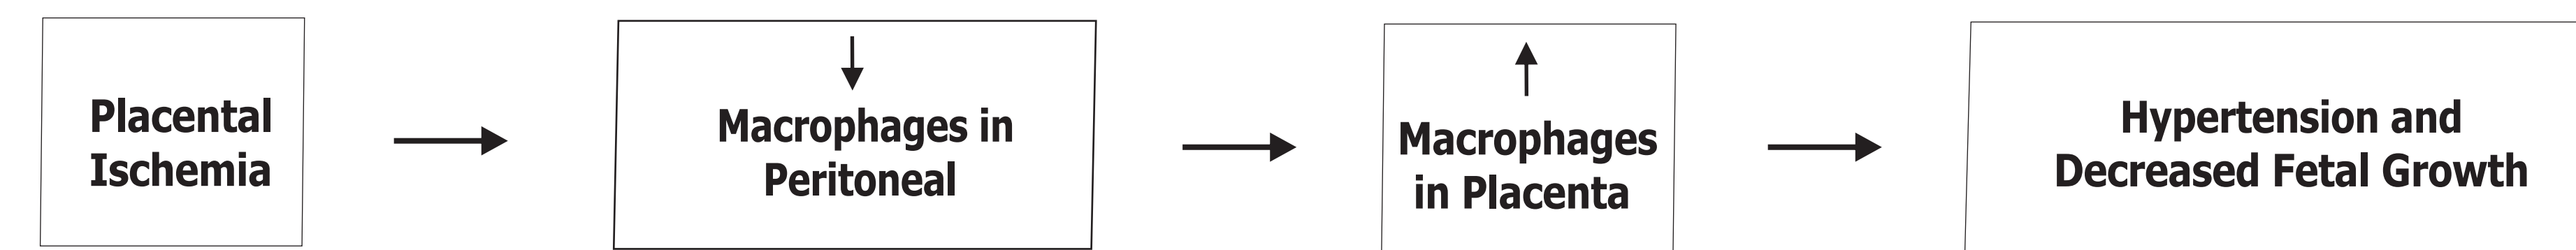 Placental
Ischemia
Macrophages in
Peritoneal
Macrophages
in Placenta
Hypertension and
Decreased Fetal Growth